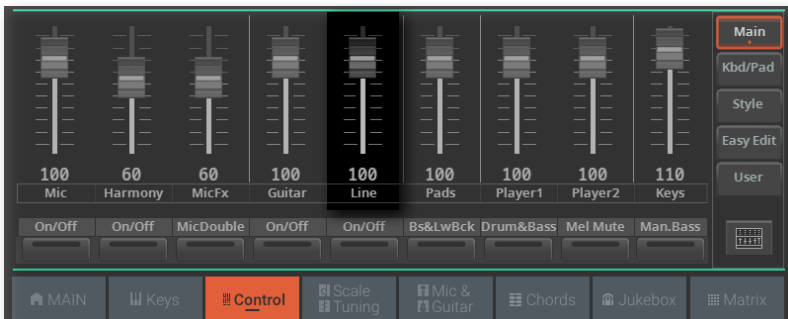 Main
Kbd/Pad
Style
Easy Edit
User
100 60 60 100 100 100 100 100 110
Mic Harmony MicFx Guitar Line Pads Player1 Player2 Keys
On/Off On/Off MicDouble On/Off On/Off Bs&LwBck Drum&Bass Mel Mute Man.Bass
MAIN Keys Control Scale Tuning Mic & Guitar Chords Jukebox Matrix